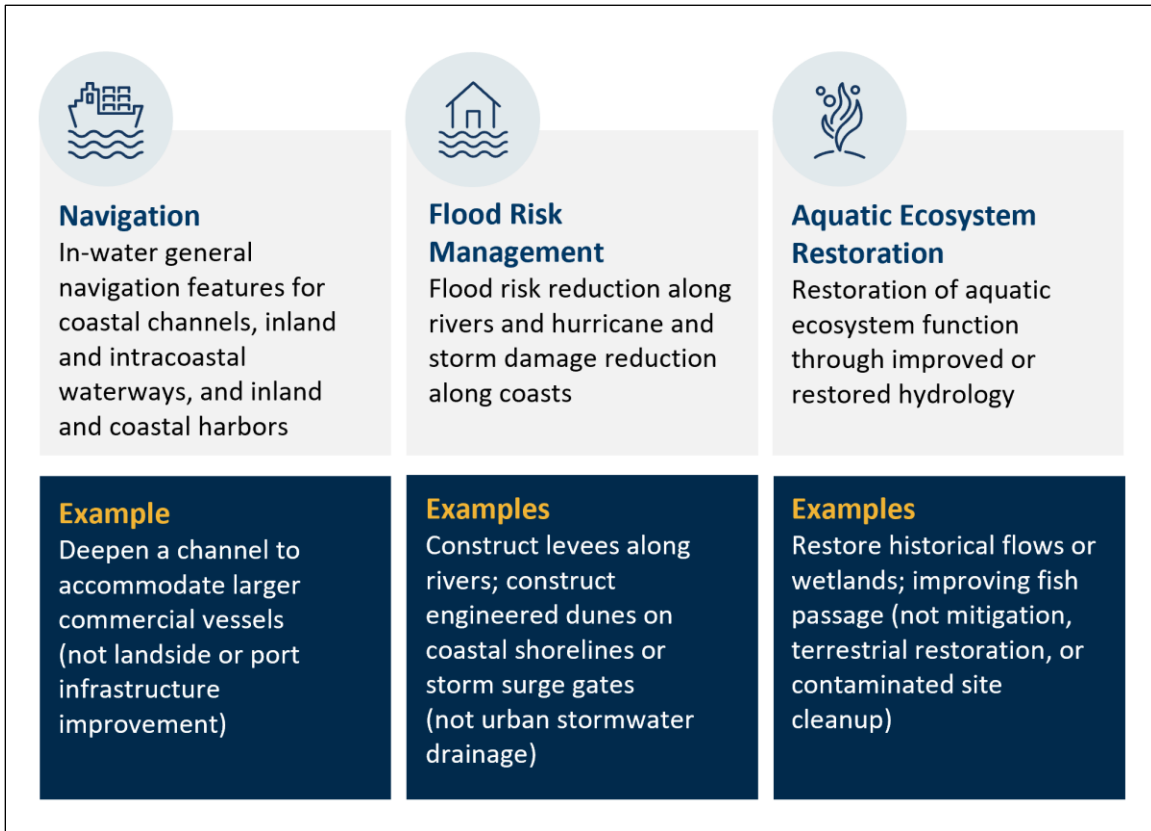 Navigation
In-water general
navigation features for
coastal channels, inland
and intracoastal
waterways, and inland
and coastal harbors
Example
Deepen a channel to
accommodate larger
commercial vessels
(not landside or port
infrastructure
improvement)
Flood Risk
Management
Flood risk reduction along
rivers and hurricane and
storm damage reduction
along coasts
Examples
Construct levees along
rivers; construct
engineered dunes on
coastal shorelines or
storm surge gates
(not urban stormwater
drainage)
Aquatic Ecosystem
Restoration
Restoration of aquatic
ecosystem function
through improved or
restored hydrology
Examples
Restore historical flows or
wetlands; improving fish
passage (not mitigation,
terrestrial restoration, or
contaminated site
cleanup)